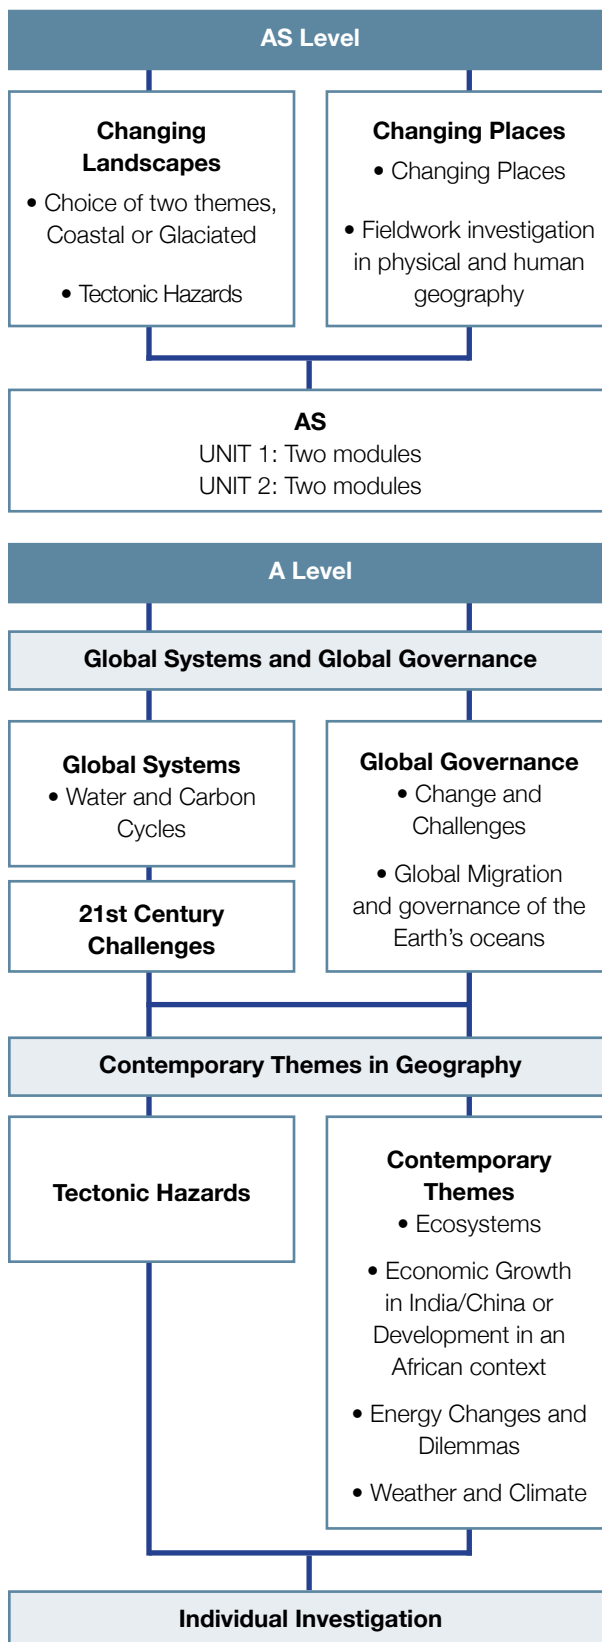 AS Level
Changing
Landscapes
• Choice of two themes,
Coastal or Glaciated
• Tectonic Hazards
Changing Places
• Changing Places
• Fieldwork investigation
in physical and human
geography
AS
UNIT 1: Two modules
UNIT 2: Two modules
A Level
Global Systems and Global Governance
Global Systems
• Water and Carbon
Cycles
21st Century
Challenges
Global Governance
• Change and
Challenges
• Global Migration
and governance of the
Earth’s oceans
Contemporary Themes in Geography
Tectonic Hazards
Contemporary
Themes
• Ecosystems
• Economic Growth
in India/China or
Development in an
African context
• Energy Changes and
Dilemmas
• Weather and Climate
Individual Investigation